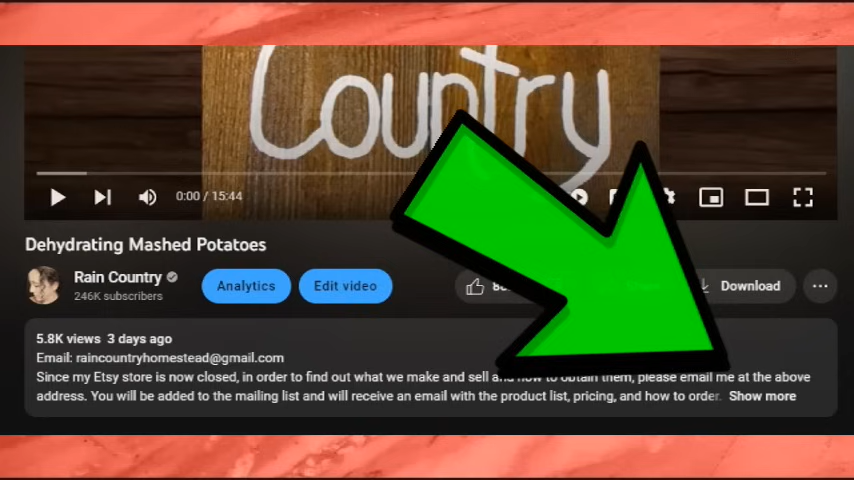 Country
0:00 / 15:44
Dehydrating Mashed Potatoes
Rain Country
246K subscribers
Analytics
Edit video
Download
5.8K views 3 days ago
Email: raincountryhomestead@gmail.com
Since my Etsy store is now closed, in order to find out what we make and sell and how to obtain them, please email me at the above
address. You will be added to the mailing list and will receive an email with the product list, pricing, and how to order. Show more